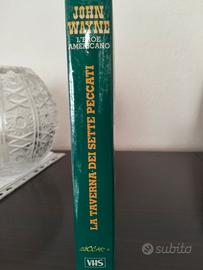 JOHN
WAYNE
L'EROE
AMERICANO
LA TAVERNA DEI SETTE PECCATI
VHS
subito